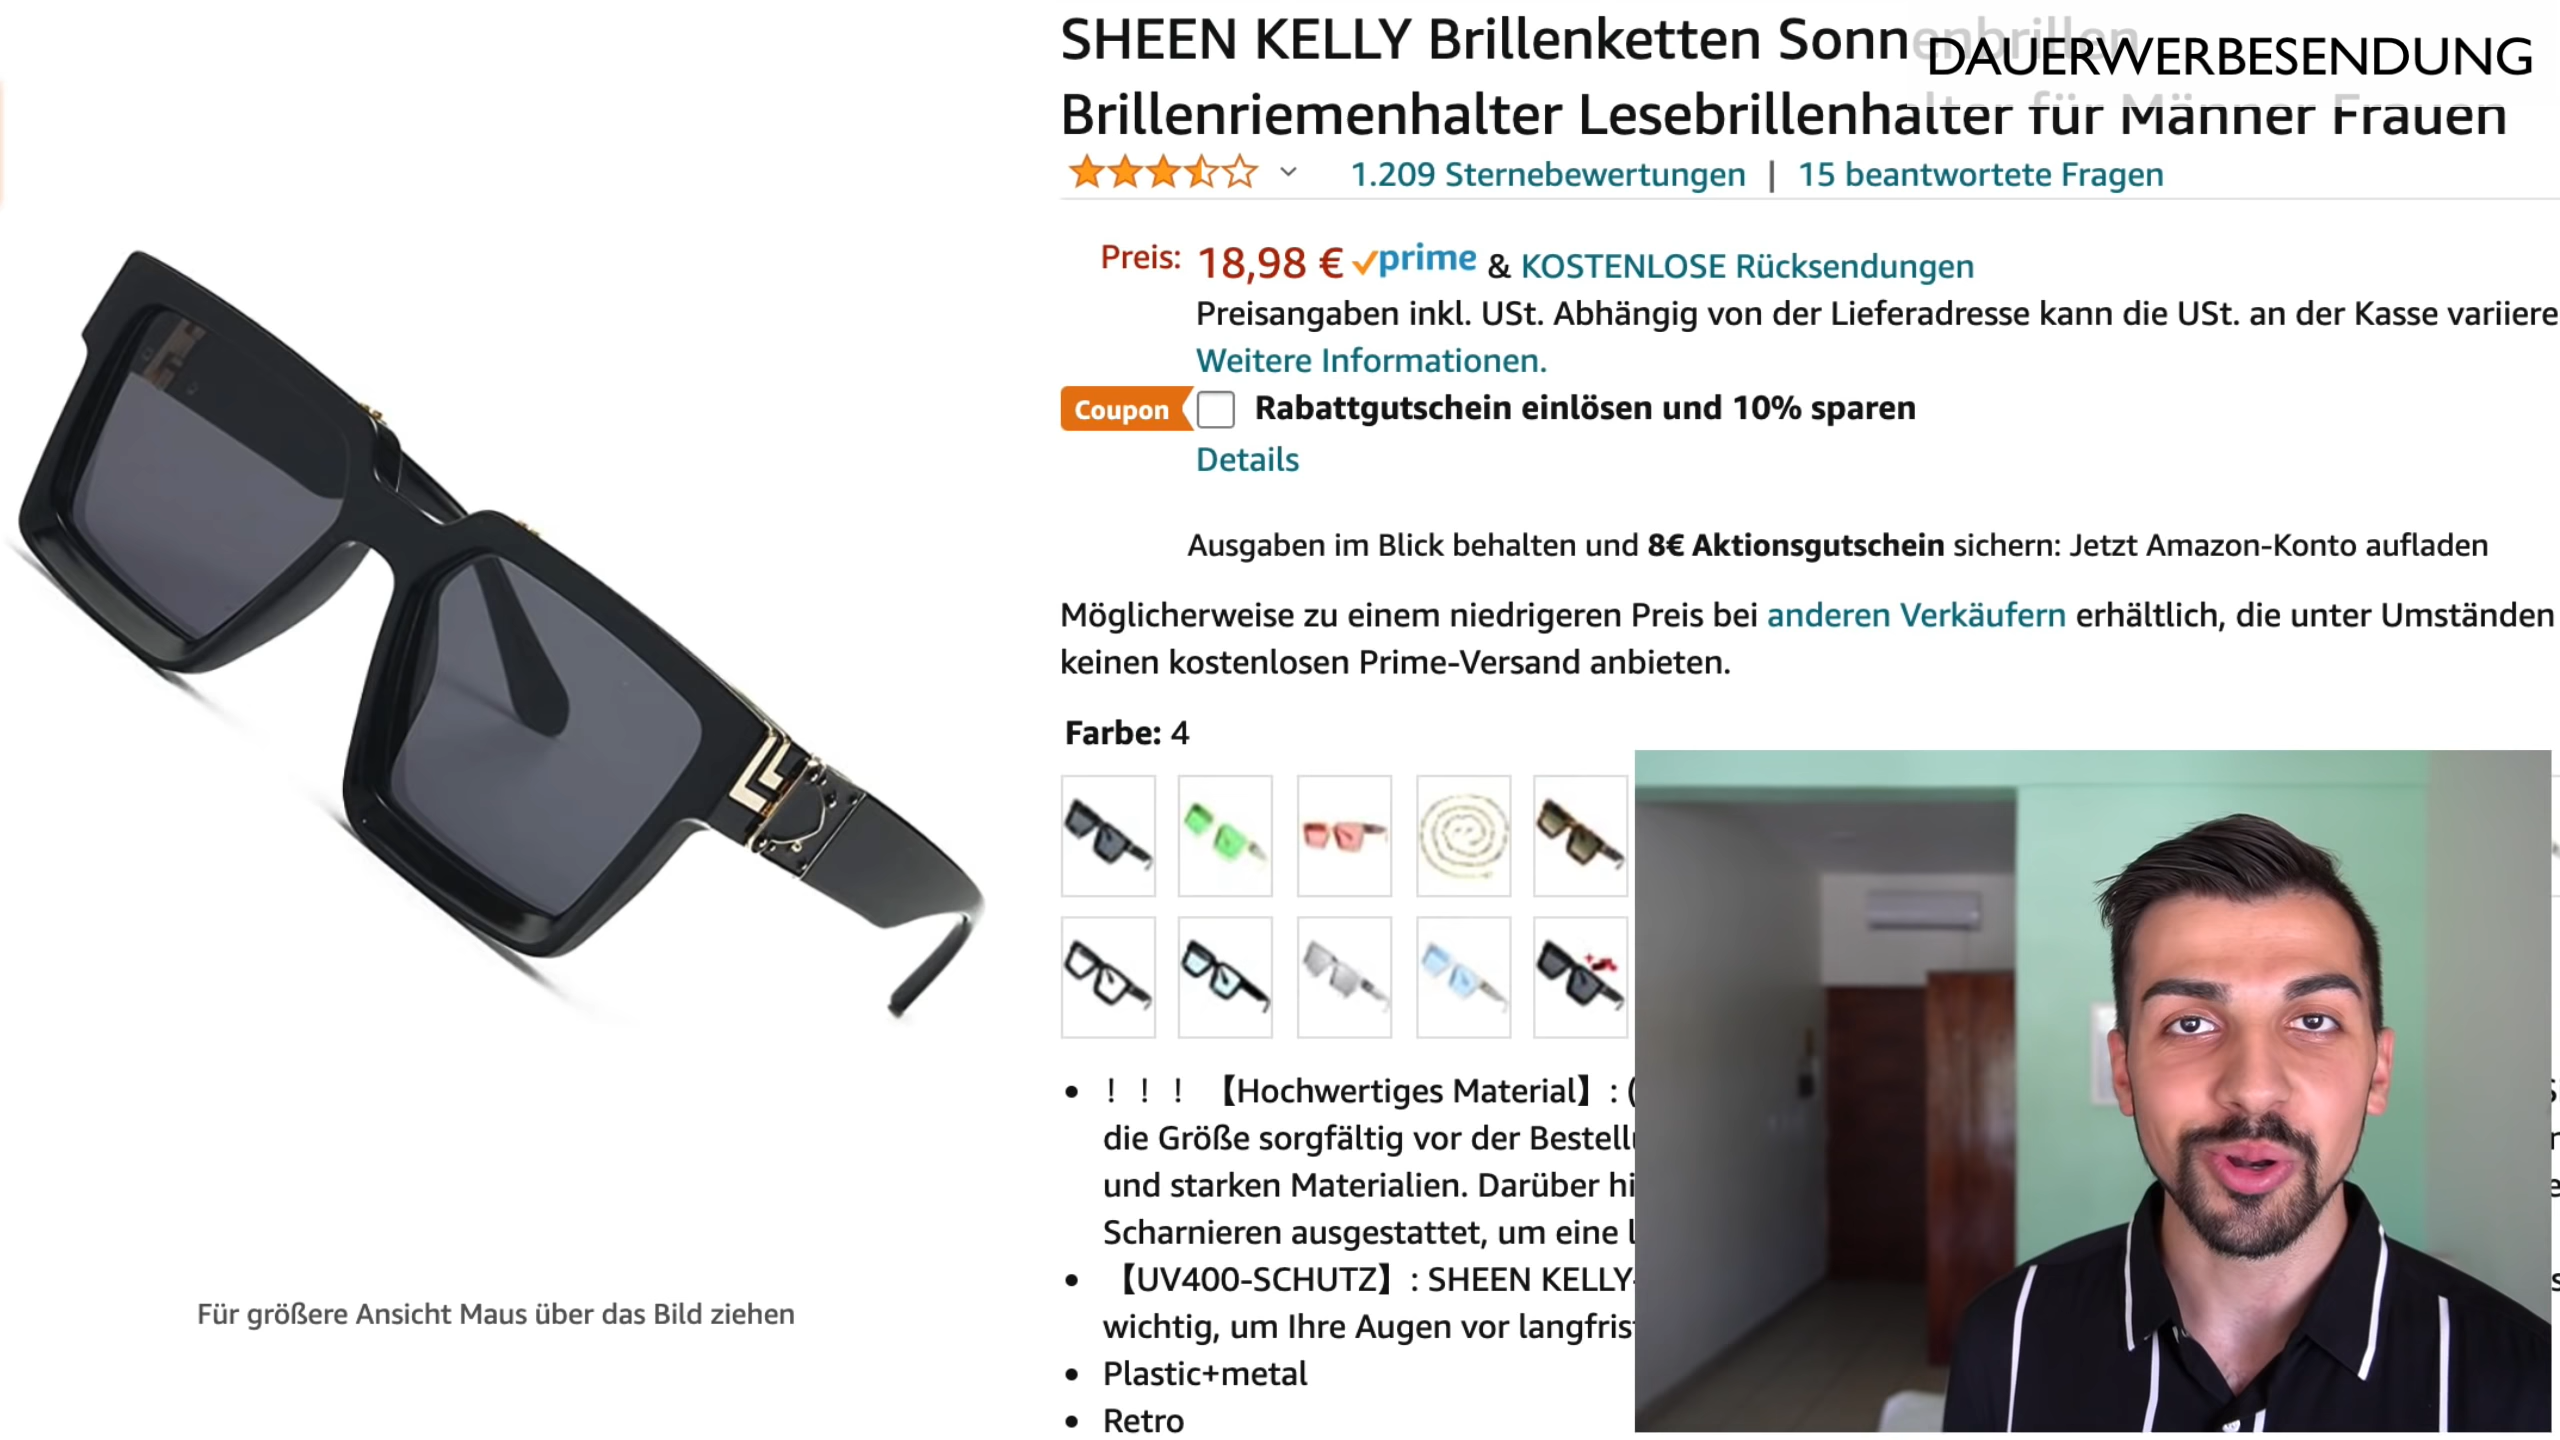 SHEEN KELLY Brillenketten Sonnenbrillen
DAUERWERBESENDUNG
Brillenriemenhalter Lesebrillenhalter für Männer Frauen
1.209 Sternebewertungen | 15 beantwortete Fragen
Preis: 18,98 € prime & KOSTENLOSE Rücksendungen
Preisangaben inkl. USt. Abhängig von der Lieferadresse kann die USt. an der Kasse variiere
Weitere Informationen.
Coupon Rabattgutschein einlösen und 10% sparen
Details
Ausgaben im Blick behalten und 8€ Aktionsgutschein sichern: Jetzt Amazon-Konto aufladen
Möglicherweise zu einem niedrigeren Preis bei anderen Verkäufern erhältlich, die unter Umständen
keinen kostenlosen Prime-Versand anbieten.
Farbe: 4
• ！！！【Hochwertiges Material】: (
die Größe sorgfältig vor der Bestell
und starken Materialien. Darüber hi
Scharnieren ausgestattet, um eine l
• 【UV400-SCHUTZ】: SHEEN KELLY-
wichtig, um Ihre Augen vor langfris
• Plastic+metal
• Retro
Für größere Ansicht Maus über das Bild ziehen